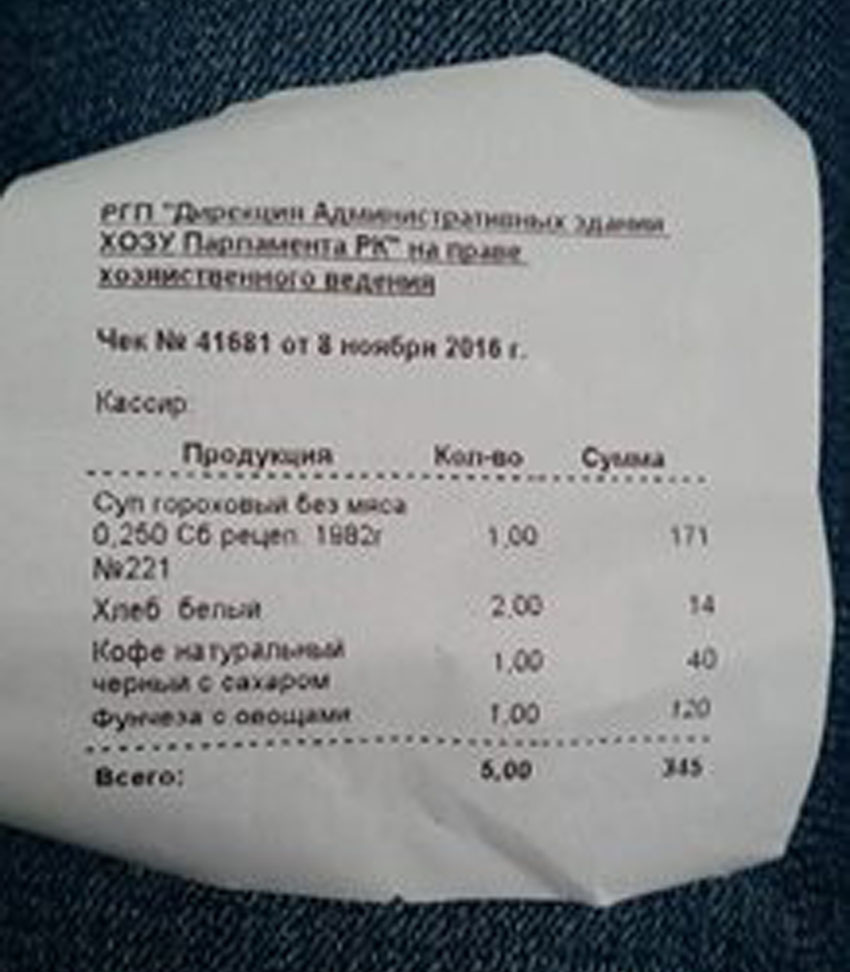 РГП "Дирекция Административных здании
ХОЗУ Парламента РК" на праве
хозяйственного ведения
Чек № 41681 от 8 ноября 2016 г.
Кассир
Продукция Кол-во Сумма
Суп гороховый без мяса
0,250 Сб рецеп. 1982г 1,00 171
№221
Хлеб белый 2,00 14
Кофе натуральный
черный с сахаром 1,00 40
Фунчеза с овощами 1,00 120
Всего: 5,00 345